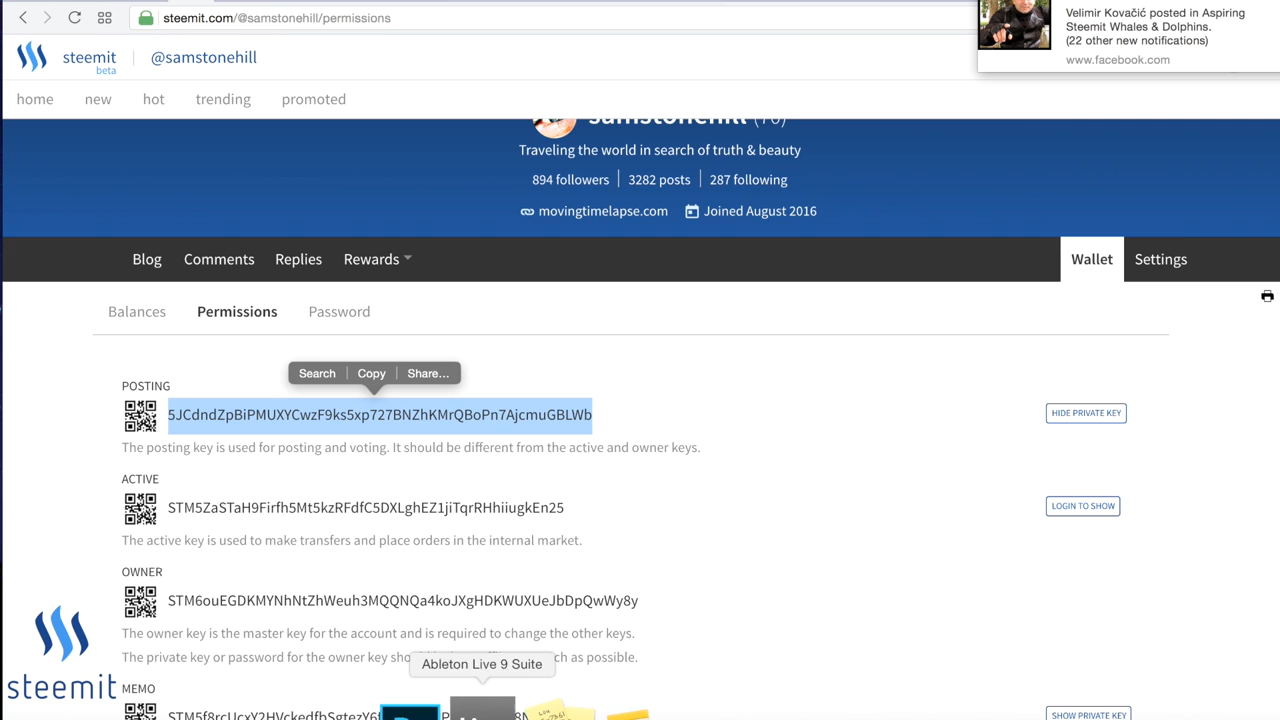 steemit.com/@samstonehill/permissions
Velimir Kovačić posted in Aspiring
Steemit Whales & Dolphins.
(22 other new notifications)
www.facebook.com
steemit
beta
@samstonehill
home new hot trending promoted
samstonehill (70)
Traveling the world in search of truth & beauty
894 followers 3282 posts 287 following
movingtimelapse.com Joined August 2016
Blog Comments Replies Rewards Wallet Settings
Balances Permissions Password
Search Copy Share...
POSTING
5JCdndZpBiPMUXYCwzF9ks5xp727BNZhKMrQBoPn7AjcmuGBLWb
HIDE PRIVATE KEY
The posting key is used for posting and voting. It should be different from the active and owner keys.
ACTIVE
STM5ZaSTaH9Firfh5Mt5kzRFdfC5DXLghEZ1jiTqrRHhiiugkEn25
LOGIN TO SHOW
The active key is used to make transfers and place orders in the internal market.
OWNER
STM6ouEGDKMYNhNtZhWeuh3MQQNQa4koJXgHDKWUXUeJbDpQwWy8y
The owner key is the master key for the account and is required to change the other keys.
The private key or password for the owner key ch as possible.
Ableton Live 9 Suite
steemit
MEMO
SHOW PRIVATE KEY